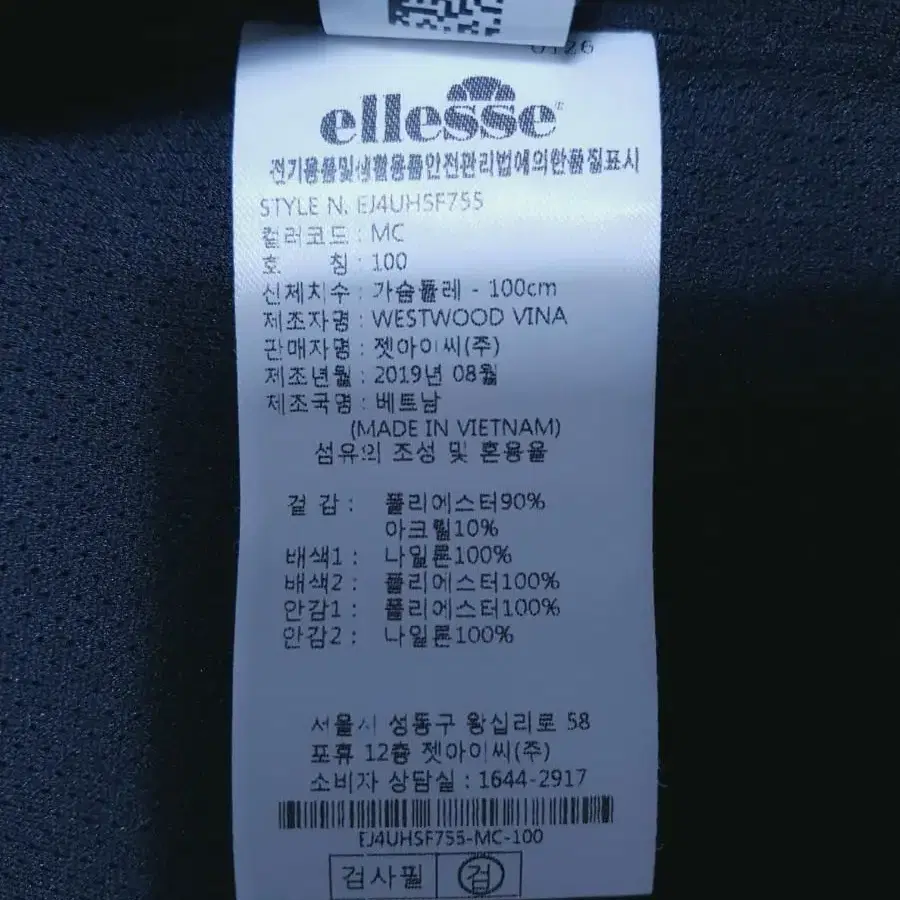 0126
ellesse
전기용품및생활용품안전관리법에의한품질표시
STYLE N. EJ4UHSF755
컬러코드 : MC
호 칭 : 100
신체치수 : 가슴둘레 - 100cm
제조자명 : WESTWOOD VINA
판매자명 : 젯아이씨(주)
제조년월 : 2019년 08월
제조국명 : 베트남
(MADE IN VIETNAM)
섬유의 조성 및 혼용율
겉 감 : 폴리에스터90%
아크릴10%
배색1 : 나일론100%
배색2 : 폴리에스터100%
안감1 : 폴리에스터100%
안감2 : 나일론100%
서울시 성동구 왕십리로 58
포휴 12층 젯아이씨(주)
소비자 상담실 : 1644-2917
EJ4UHSF755-MC-100
검사필 검